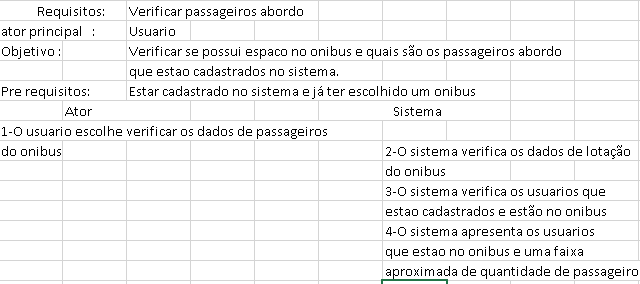 Requisitos: Verificar passageiros abordo
ator principal : Usuario
Objetivo : Verificar se possui espaco no onibus e quais são os passageiros abordo
que estao cadastrados no sistema.
Pre requisitos: Estar cadastrado no sistema e já ter escolhido um onibus
Ator Sistema
1-O usuario escolhe verificar os dados de passageiros
do onibus
2-O sistema verifica os dados de lotação
do onibus
3-O sistema verifica os usuarios que
estao cadastrados e estão no onibus
4-O sistema apresenta os usuarios
que estao no onibus e uma faixa
aproximada de quantidade de passageiro